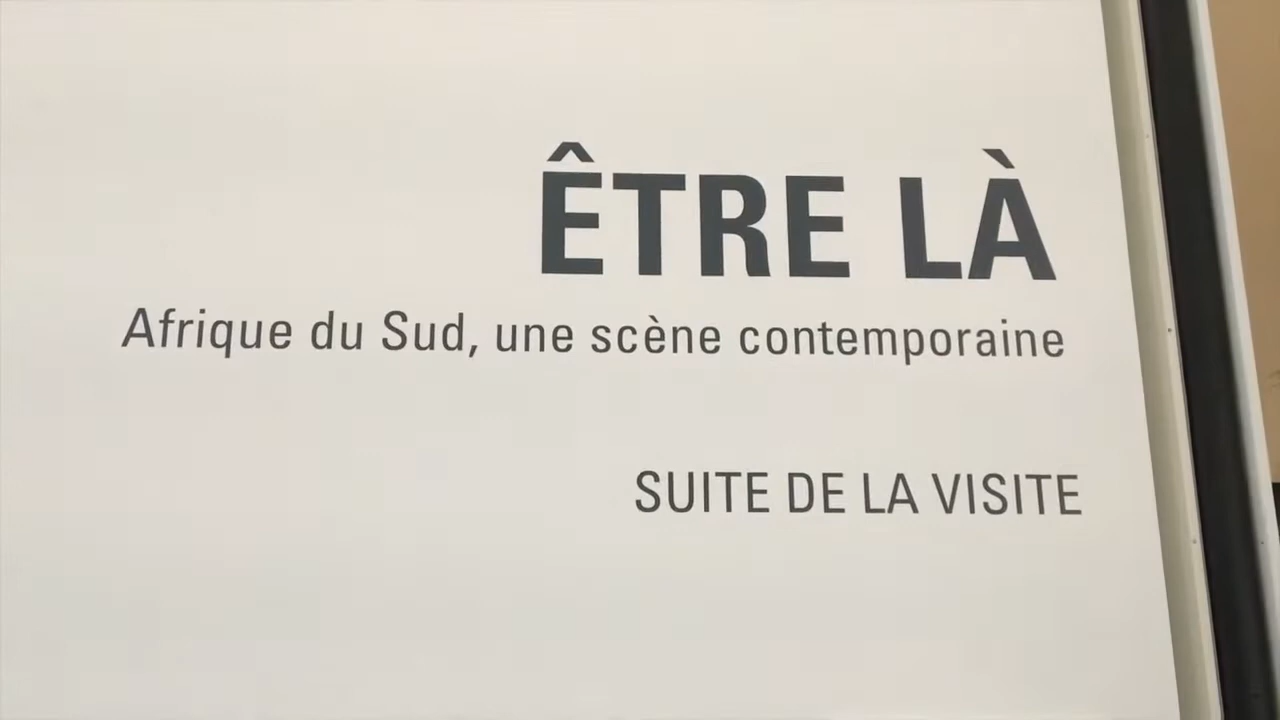 ÊTRE LÀ
Afrique du Sud, une scène contemporaine
SUITE DE LA VISITE